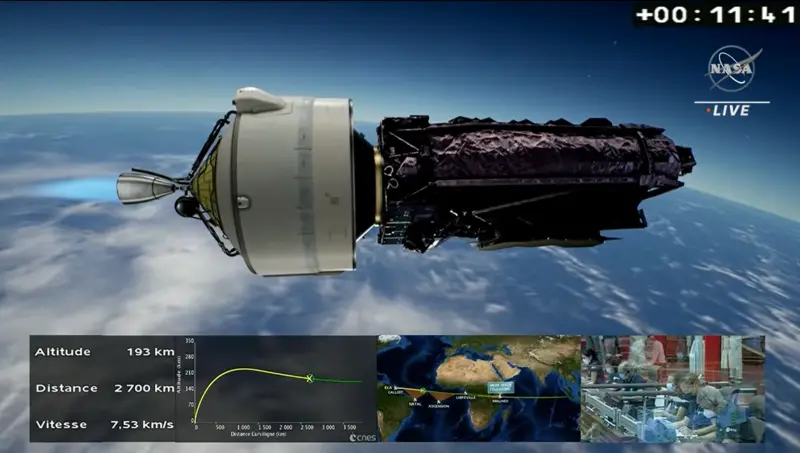 +00:11:41
NASA
LIVE
Altitude 193 km
Distance 2 700 km
Vitesse 7,53 km/s
Altitude (km)
350
280
210
140
70
0
0 500 1 000 1 500 2 000 2 500 3 000 3 500
Distance Curviligne (km)
cnes
NATAL
ASCENSION
LIBREVILLE
MALINDI